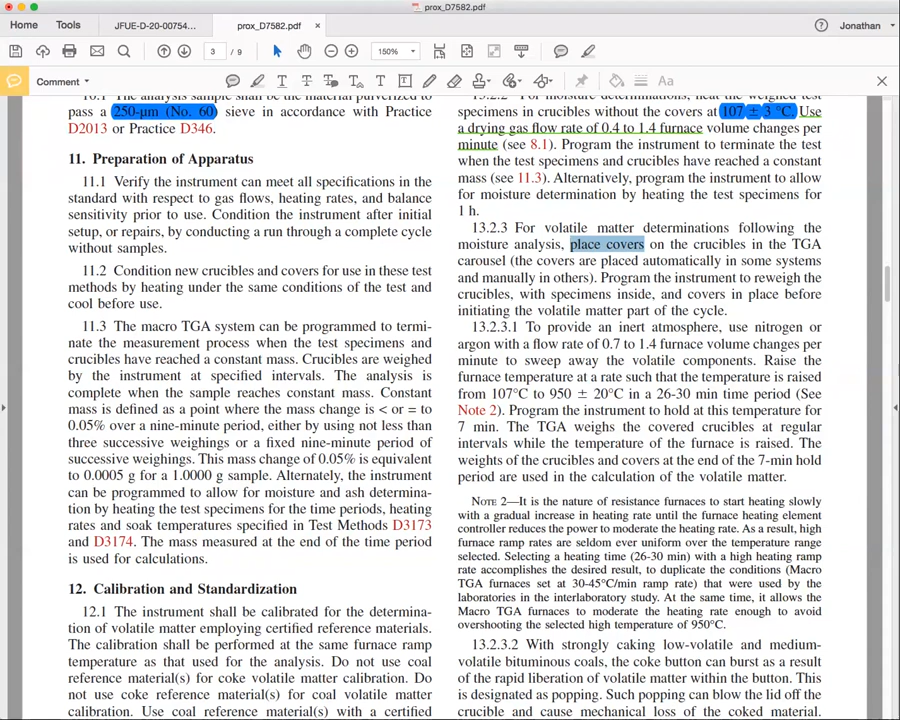 prox_D7582.pdf
Home
Tools
JFUE-D-20-00754...
prox_D7582.pdf
×
Jonathan
3 / 9
150%
Comment
Aa
10.1 The analysis sample shall be the material pulverized to
pass a 250-µm (No. 60) sieve in accordance with Practice
D2013 or Practice D346.
11. Preparation of Apparatus
11.1 Verify the instrument can meet all specifications in the
standard with respect to gas flows, heating rates, and balance
sensitivity prior to use. Condition the instrument after initial
setup, or repairs, by conducting a run through a complete cycle
without samples.
11.2 Condition new crucibles and covers for use in these test
methods by heating under the same conditions of the test and
cool before use.
11.3 The macro TGA system can be programmed to termi-
nate the measurement process when the test specimens and
crucibles have reached a constant mass. Crucibles are weighed
by the instrument at specified intervals. The analysis is
complete when the sample reaches constant mass. Constant
mass is defined as a point where the mass change is < or = to
0.05% over a nine-minute period, either by using not less than
three successive weighings or a fixed nine-minute period of
successive weighings. This mass change of 0.05% is equivalent
to 0.0005 g for a 1.0000 g sample. Alternately, the instrument
can be programmed to allow for moisture and ash determina-
tion by heating the test specimens for the time periods, heating
rates and soak temperatures specified in Test Methods D3173
and D3174. The mass measured at the end of the time period
is used for calculations.
12. Calibration and Standardization
12.1 The instrument shall be calibrated for the determina-
tion of volatile matter employing certified reference materials.
The calibration shall be performed at the same furnace ramp
temperature as that used for the analysis. Do not use coal
reference material(s) for coke volatile matter calibration. Do
not use coke reference material(s) for coal volatile matter
calibration. Use coal reference material(s) with a certified
13.2.2 For moisture determinations, heat the weighed test
specimens in crucibles without the covers at 107 ± 3 °C. Use
a drying gas flow rate of 0.4 to 1.4 furnace volume changes per
minute (see 8.1). Program the instrument to terminate the test
when the test specimens and crucibles have reached a constant
mass (see 11.3). Alternatively, program the instrument to allow
for moisture determination by heating the test specimens for
1 h.
13.2.3 For volatile matter determinations following the
moisture analysis, place covers on the crucibles in the TGA
carousel (the covers are placed automatically in some systems
and manually in others). Program the instrument to reweigh the
crucibles, with specimens inside, and covers in place before
initiating the volatile matter part of the cycle.
13.2.3.1 To provide an inert atmosphere, use nitrogen or
argon with a flow rate of 0.7 to 1.4 furnace volume changes per
minute to sweep away the volatile components. Raise the
furnace temperature at a rate such that the temperature is raised
from 107°C to 950 ± 20°C in a 26-30 min time period (See
Note 2). Program the instrument to hold at this temperature for
7 min. The TGA weighs the covered crucibles at regular
intervals while the temperature of the furnace is raised. The
weights of the crucibles and covers at the end of the 7-min hold
period are used in the calculation of the volatile matter.
NOTE 2—It is the nature of resistance furnaces to start heating slowly
with a gradual increase in heating rate until the furnace heating element
controller reduces the power to moderate the heating rate. As a result, high
furnace ramp rates are seldom ever uniform over the temperature range
selected. Selecting a heating time (26-30 min) with a high heating ramp
rate accomplishes the desired result, to duplicate the conditions (Macro
TGA furnaces set at 30-45°C/min ramp rate) that were used by the
laboratories in the interlaboratory study. At the same time, it allows the
Macro TGA furnaces to moderate the heating rate enough to avoid
overshooting the selected high temperature of 950°C.
13.2.3.2 With strongly caking low-volatile and medium-
volatile bituminous coals, the coke button can burst as a result
of the rapid liberation of volatile matter within the button. This
is designated as popping. Such popping can blow the lid off the
crucible and cause mechanical loss of the coked material.